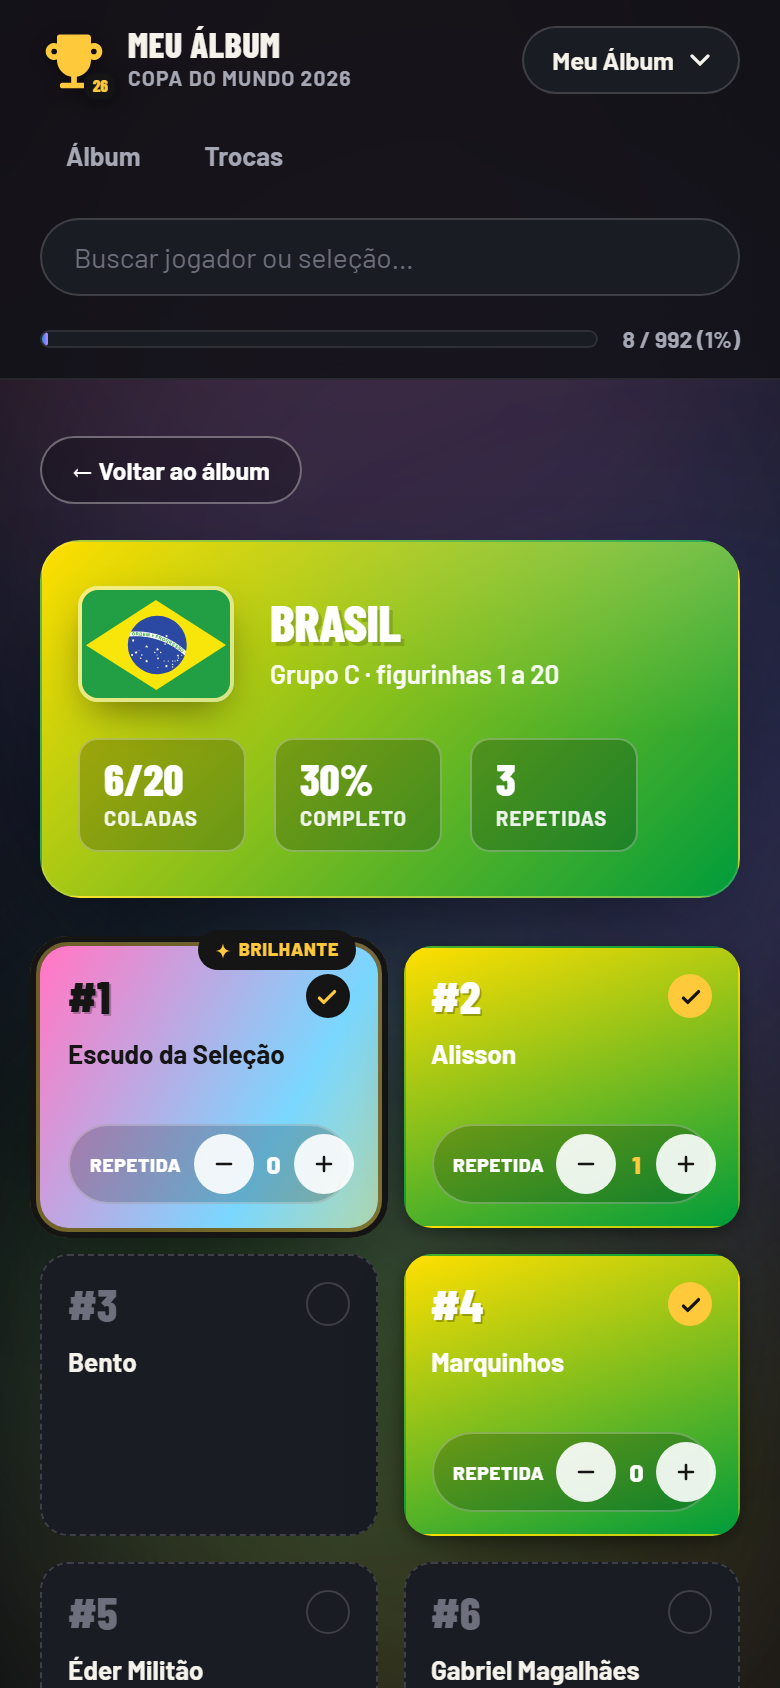 MEU ÁLBUM
COPA DO MUNDO 2026
26
Meu Álbum
Álbum
Trocas
Buscar jogador ou seleção...
8 / 992 (1%)
← Voltar ao álbum
BRASIL
Grupo C · figurinhas 1 a 20
6/20
COLADAS
30%
COMPLETO
3
REPETIDAS
✦ BRILHANTE
#1
Escudo da Seleção
REPETIDA − 0 +
#2
Alisson
REPETIDA − 1 +
#3
Bento
#4
Marquinhos
REPETIDA − 0 +
#5
Éder Militão
#6
Gabriel Magalhães